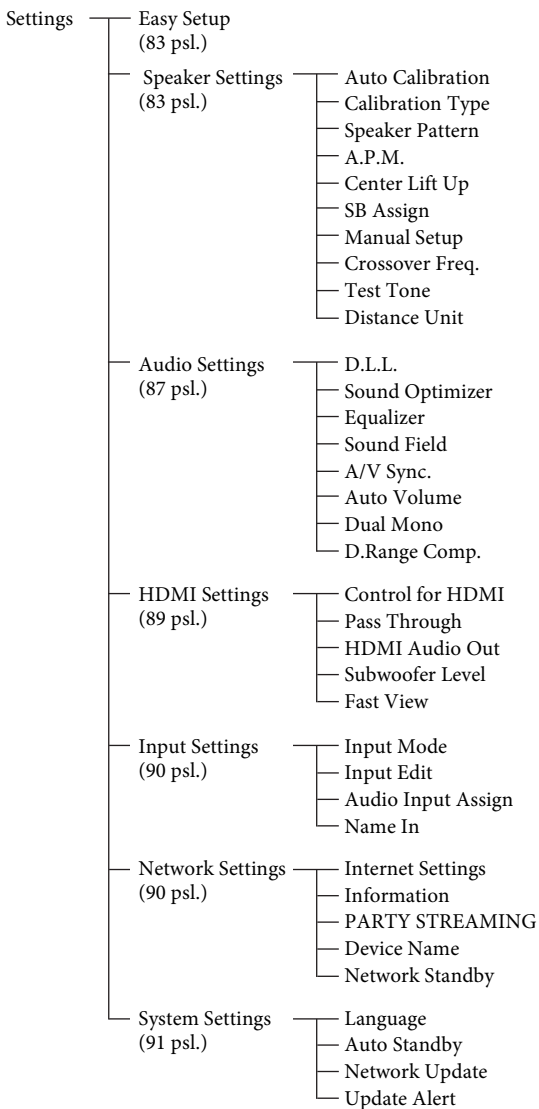 Settings
Easy Setup
(83 psl.)
Speaker Settings
(83 psl.)
Auto Calibration
Calibration Type
Speaker Pattern
A.P.M.
Center Lift Up
SB Assign
Manual Setup
Crossover Freq.
Test Tone
Distance Unit
Audio Settings
(87 psl.)
D.L.L.
Sound Optimizer
Equalizer
Sound Field
A/V Sync.
Auto Volume
Dual Mono
D.Range Comp.
HDMI Settings
(89 psl.)
Control for HDMI
Pass Through
HDMI Audio Out
Subwoofer Level
Fast View
Input Settings
(90 psl.)
Input Mode
Input Edit
Audio Input Assign
Name In
Network Settings
(90 psl.)
Internet Settings
Information
PARTY STREAMING
Device Name
Network Standby
System Settings
(91 psl.)
Language
Auto Standby
Network Update
Update Alert